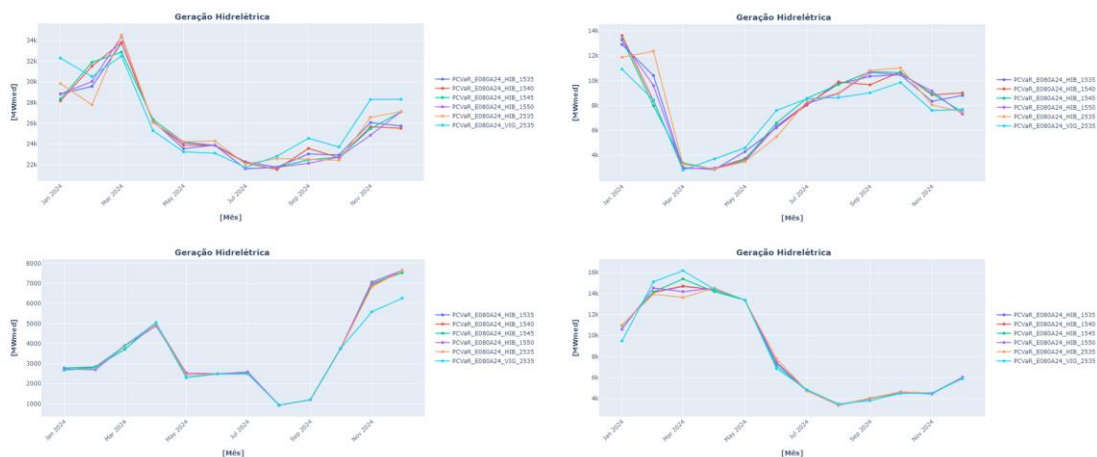 Geração Hidrelétrica
34k
32k
30k
28k
26k
24k
22k
[MWmed]
Jan 2024
Mar 2024
May 2024
Jul 2024
Sep 2024
Nov 2024
[Mês]
PCVaR_E080A24_HIB_1535
PCVaR_E080A24_HIB_1540
PCVaR_E080A24_HIB_1545
PCVaR_E080A24_HIB_1550
PCVaR_E080A24_HIB_2535
PCVaR_E080A24_VIG_2535
Geração Hidrelétrica
14k
12k
10k
8k
6k
4k
[MWmed]
Jan 2024
Mar 2024
May 2024
Jul 2024
Sep 2024
Nov 2024
[Mês]
PCVaR_E080A24_HIB_1535
PCVaR_E080A24_HIB_1540
PCVaR_E080A24_HIB_1545
PCVaR_E080A24_HIB_1550
PCVaR_E080A24_HIB_2535
PCVaR_E080A24_VIG_2535
Geração Hidrelétrica
8000
7000
6000
5000
4000
3000
2000
1000
[MWmed]
Jan 2024
Mar 2024
May 2024
Jul 2024
Sep 2024
Nov 2024
[Mês]
PCVaR_E080A24_HIB_1535
PCVaR_E080A24_HIB_1540
PCVaR_E080A24_HIB_1545
PCVaR_E080A24_HIB_1550
PCVaR_E080A24_HIB_2535
PCVaR_E080A24_VIG_2535
Geração Hidrelétrica
16k
14k
12k
10k
8k
6k
4k
[MWmed]
Jan 2024
Mar 2024
May 2024
Jul 2024
Sep 2024
Nov 2024
[Mês]
PCVaR_E080A24_HIB_1535
PCVaR_E080A24_HIB_1540
PCVaR_E080A24_HIB_1545
PCVaR_E080A24_HIB_1550
PCVaR_E080A24_HIB_2535
PCVaR_E080A24_VIG_2535